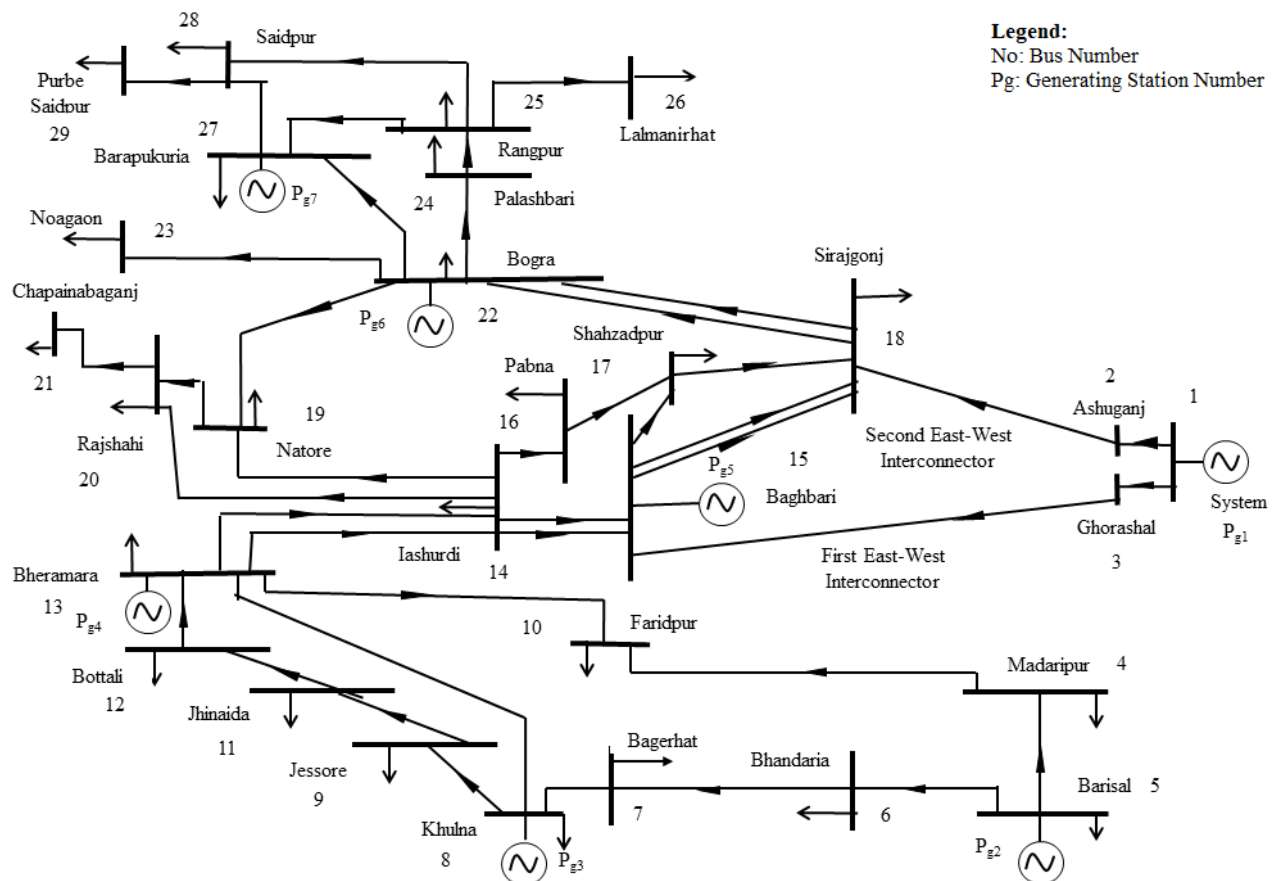 Legend:
No: Bus Number
Pg: Generating Station Number
28
Saidpur
Purbe
Saidpur
29
25
26
Lalmanirhat
27
Barapukuria
Rangpur
Pg7
24
Palashbari
Noagaon
23
Bogra
Sirajgonj
Chapainabaganj
Pg6
22
Shahzadpur
18
17
Pabna
2
1
21
19
16
Ashuganj
Rajshahi
20
Natore
Pg5
15
Baghbari
Second East-West
Interconnector
System
Pg1
Ghorashal
3
Iashurdi
14
First East-West
Interconnector
Bheramara
13
Pg4
10
Faridpur
Madaripur
4
Bottali
12
Jhinaida
11
Jessore
9
Bagerhat
Bhandaria
Barisal
5
7
6
Khulna
8
Pg3
Pg2